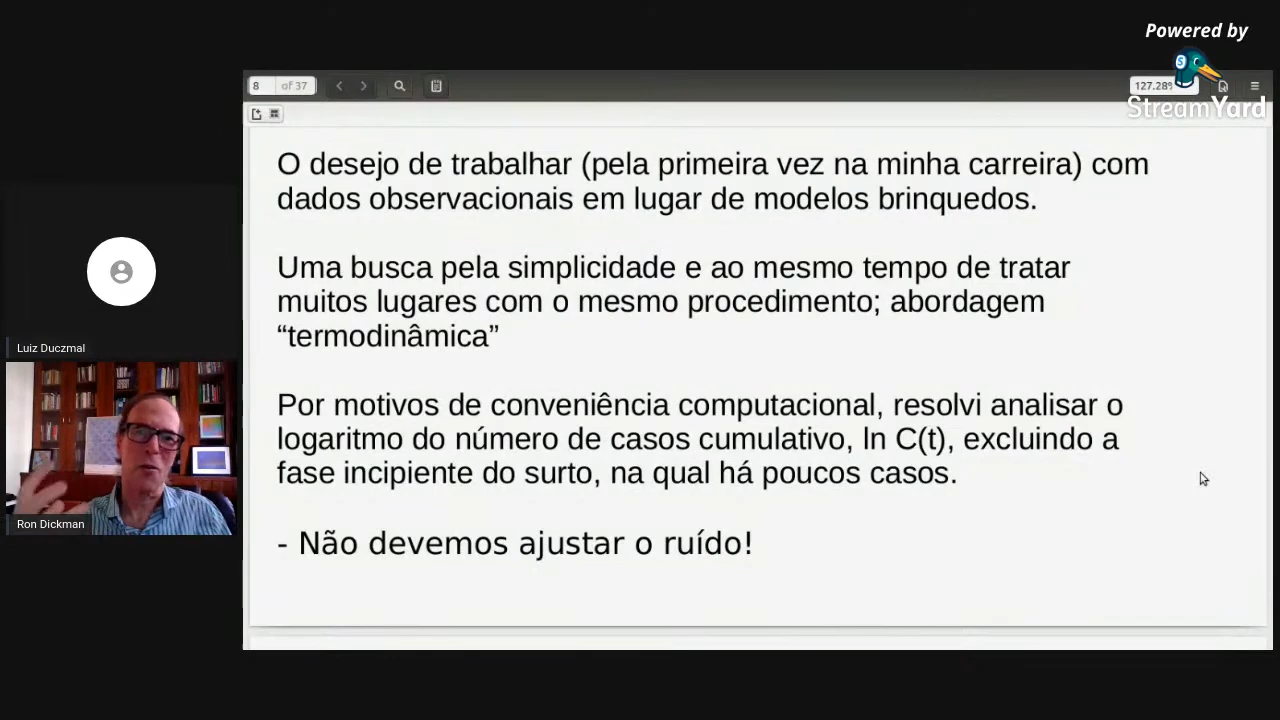 Powered by
StreamYard
8 of 37
127.28%
O desejo de trabalhar (pela primeira vez na minha carreira) com
dados observacionais em lugar de modelos brinquedos.
Uma busca pela simplicidade e ao mesmo tempo de tratar
muitos lugares com o mesmo procedimento; abordagem
“termodinâmica”
Por motivos de conveniência computacional, resolvi analisar o
logaritmo do número de casos cumulativo, ln C(t), excluindo a
fase incipiente do surto, na qual há poucos casos.
- Não devemos ajustar o ruído!
Luiz Duczmal
Ron Dickman